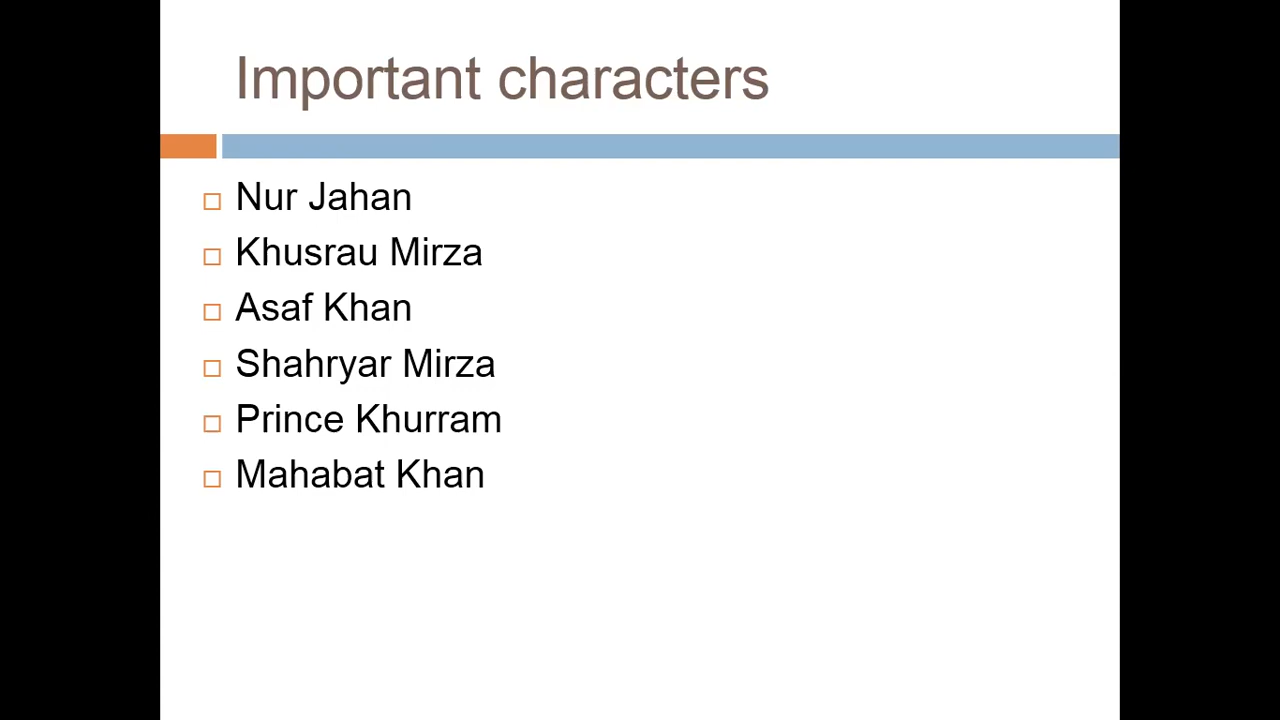 Important characters
Nur Jahan
Khusrau Mirza
Asaf Khan
Shahryar Mirza
Prince Khurram
Mahabat Khan